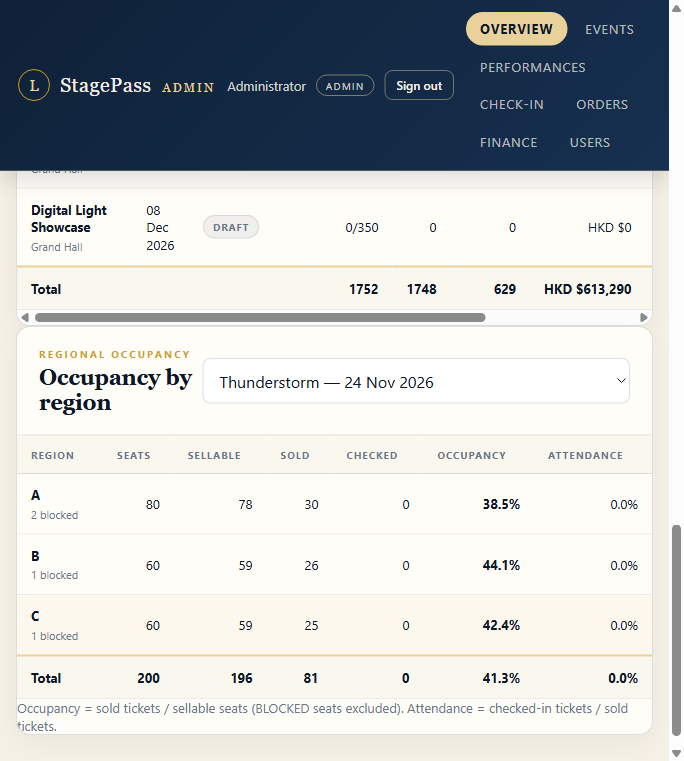 L StagePass ADMIN Administrator ADMIN Sign out
OVERVIEW EVENTS
PERFORMANCES
CHECK-IN ORDERS
FINANCE USERS
Grand Hall
Digital Light Showcase
Grand Hall
08 Dec 2026
DRAFT 0/350 0 0 HKD $0
Total 1752 1748 629 HKD $613,290
REGIONAL OCCUPANCY
Occupancy by
region
Thunderstorm — 24 Nov 2026
REGION SEATS SELLABLE SOLD CHECKED OCCUPANCY ATTENDANCE
A 80 78 30 0 38.5% 0.0%
2 blocked
B 60 59 26 0 44.1% 0.0%
1 blocked
C 60 59 25 0 42.4% 0.0%
1 blocked
Total 200 196 81 0 41.3% 0.0%
Occupancy = sold tickets / sellable seats (BLOCKED seats excluded). Attendance = checked-in tickets / sold
tickets.